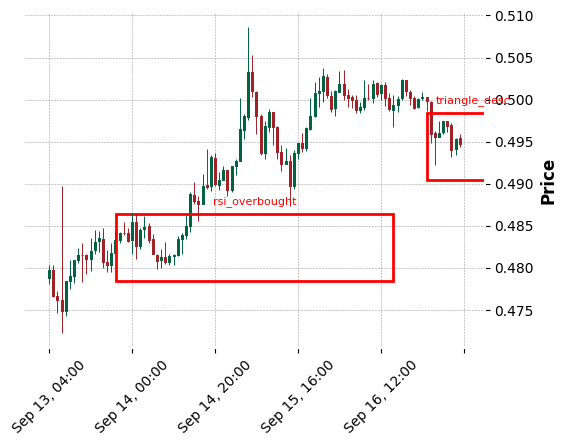 0.510
0.505
triangle_desc
0.500
0.495
0.490
rsi_overbought
0.485
0.480
0.475
Price
Sep 13, 04:00
Sep 14, 00:00
Sep 14, 20:00
Sep 15, 16:00
Sep 16, 12:00